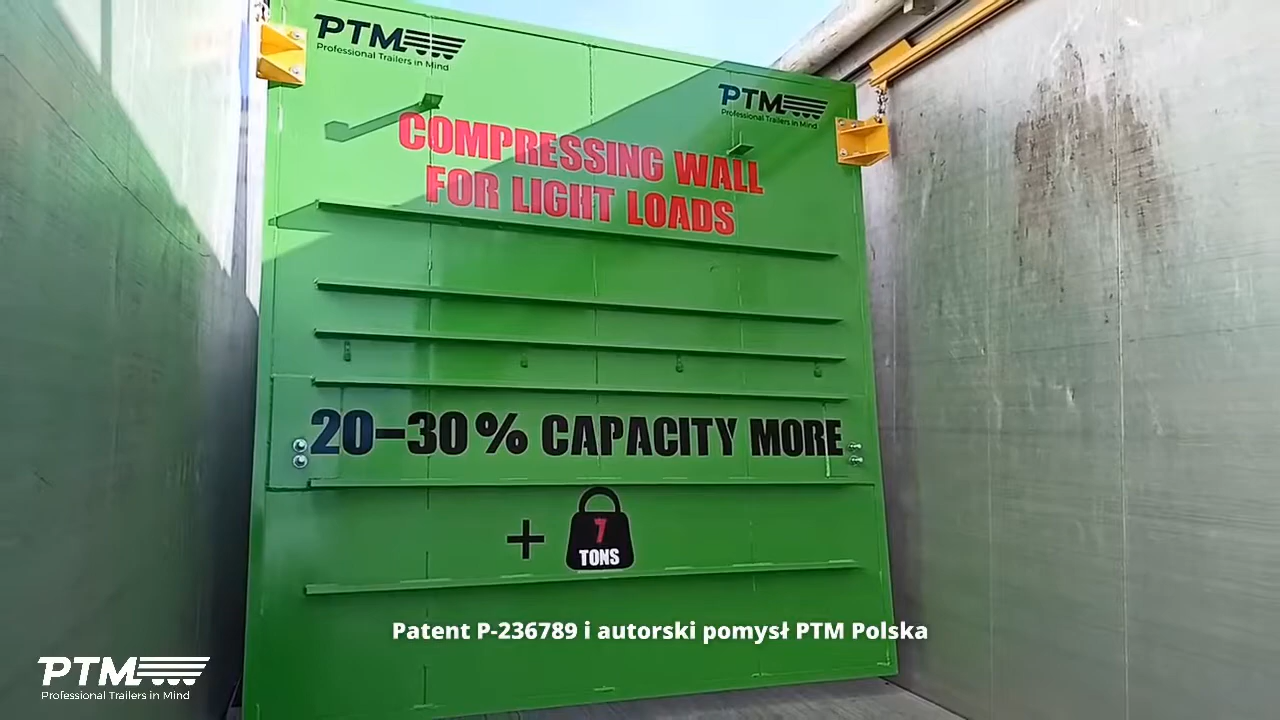 PTM
Professional Trailers in Mind
PTM
Professional Trailers in Mind
COMPRESSING WALL
FOR LIGHT LOADS
20-30% CAPACITY MORE
+ 7
TONS
Patent P-236789 i autorski pomysł PTM Polska
PTM
Professional Trailers in Mind